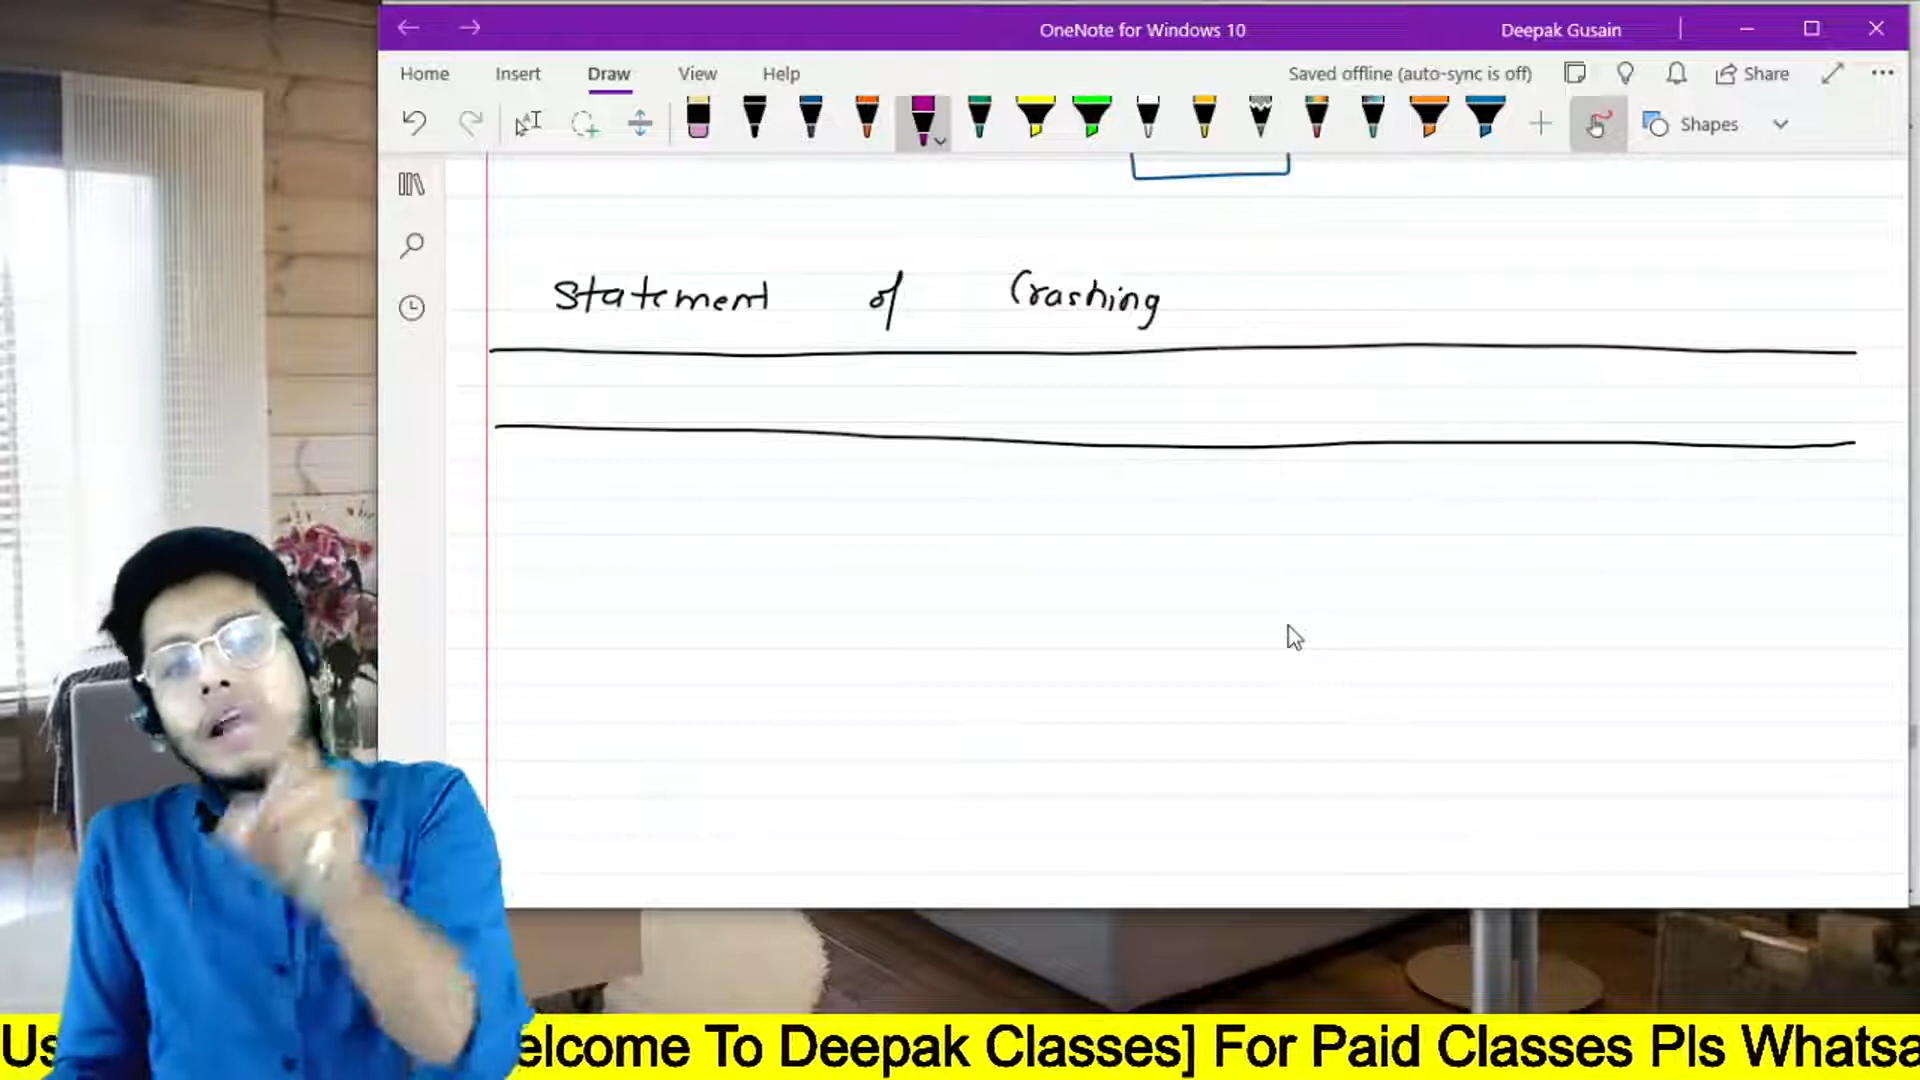 OneNote for Windows 10
Deepak Gusain
Home Insert Draw View Help
Saved offline (auto-sync is off)
Share
Shapes
Statement of Crashing
Us
elcome To Deepak Classes] For Paid Classes Pls Whatsa